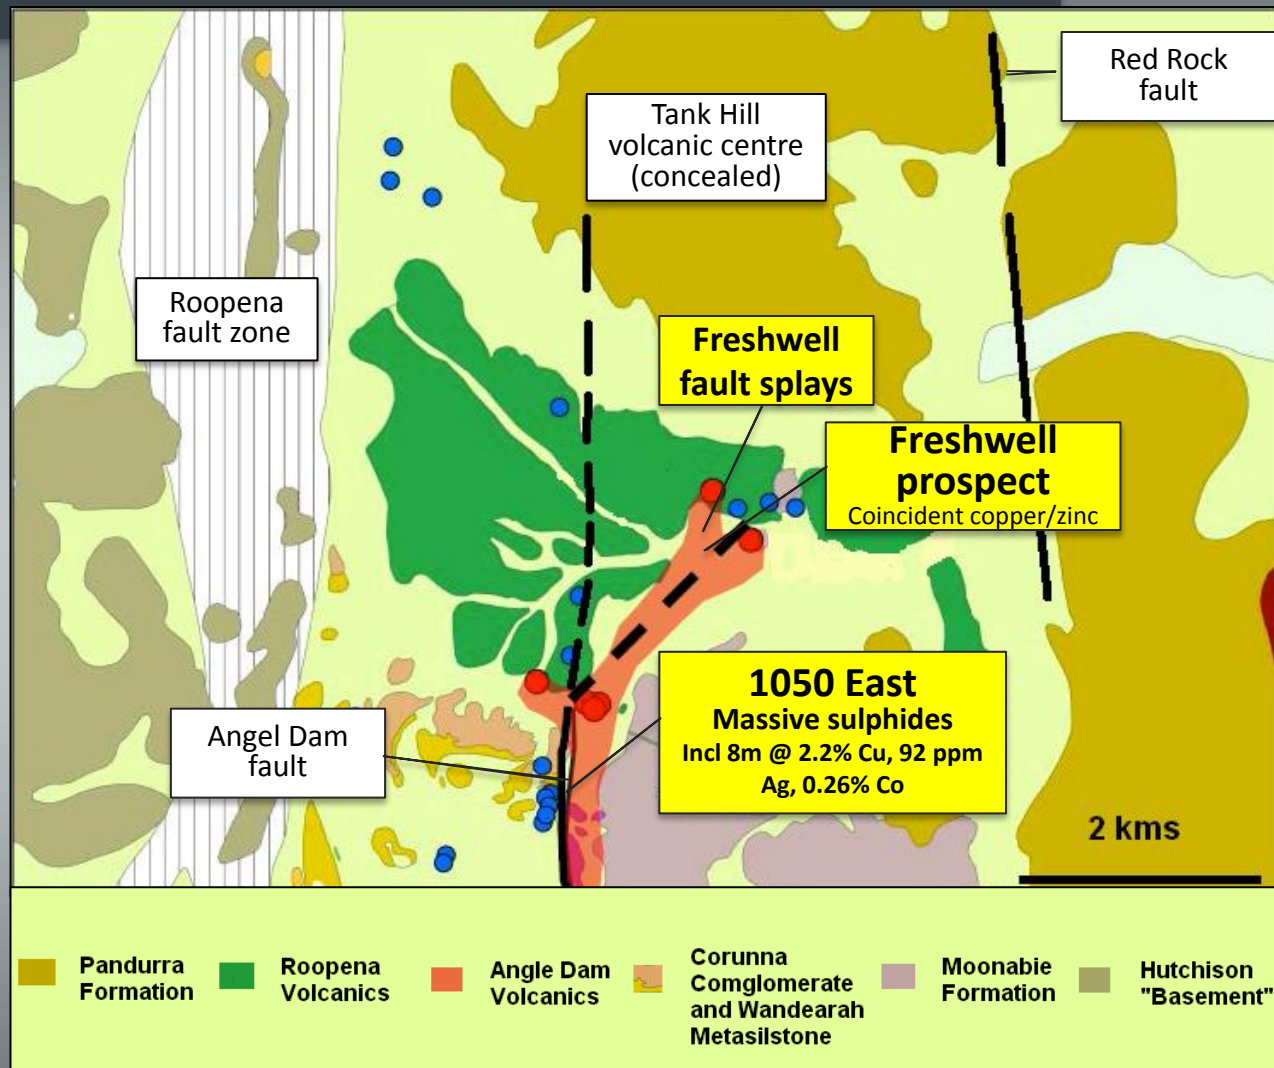 Red Rock
fault
Tank Hill
volcanic centre
(concealed)
Roopena
fault zone
Freshwell
fault splays
Freshwell
prospect
Coincident copper/zinc
1050 East
Massive sulphides
Incl 8m @ 2.2% Cu, 92 ppm
Ag, 0.26% Co
Angel Dam
fault
2 kms
Pandurra
Formation
Roopena
Volcanics
Angle Dam
Volcanics
Corunna
Comglomerate
and Wandearah
Metasilstone
Moonabie
Formation
Hutchison
"Basement"